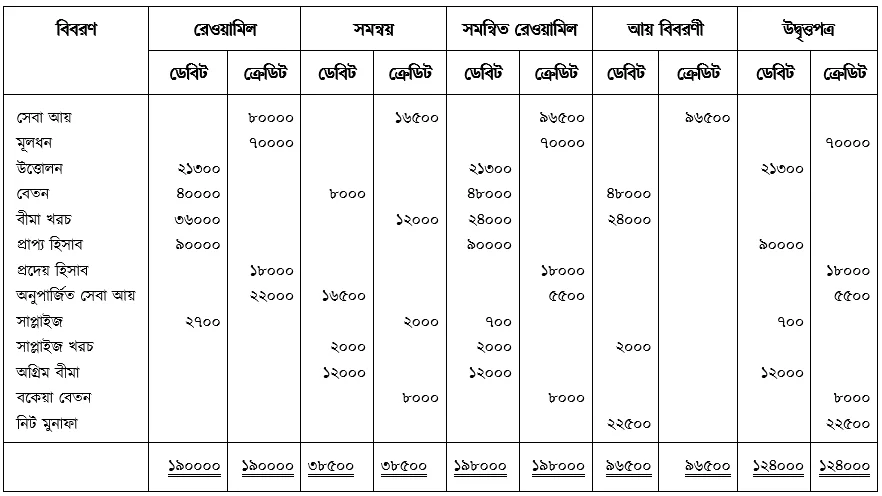 বিবরণ রেওয়ামিল সমন্বয় সমন্বিত রেওয়ামিল আয় বিবরণী উদ্বৃত্তপত্র
ডেবিট ক্রেডিট ডেবিট ক্রেডিট ডেবিট ক্রেডিট ডেবিট ক্রেডিট ডেবিট ক্রেডিট
সেবা আয় ৮০০০০ ১৬৫০০ ৯৬৫০০ ৯৬৫০০
মূলধন ৭০০০০ ৭০০০০ ৭০০০০
উত্তোলন ২১৩০০ ২১৩০০ ২১৩০০
বেতন ৪০০০০ ৮০০০ ৪৮০০০ ৪৮০০০
বীমা খরচ ৩৬০০০ ১২০০০ ২৪০০০ ২৪০০০
প্রাপ্য হিসাব ৯০০০০ ৯০০০০ ৯০০০০
প্রদেয় হিসাব ১৮০০০ ১৮০০০ ১৮০০০
অনুপার্জিত সেবা আয় ২২০০০ ১৬৫০০ ৫৫০০ ৫৫০০
সাপ্লাইজ ২৭০০ ২০০০ ৭০০ ৭০০
সাপ্লাইজ খরচ ২০০০ ২০০০ ২০০০
অগ্রিম বীমা ১২০০০ ১২০০০ ১২০০০
বকেয়া বেতন ৮০০০ ৮০০০ ৮০০০
নিট মুনাফা ২২৫০০ ২২৫০০
১৯০০০০ ১৯০০০০ ৩৮৫০০ ৩৮৫০০ ১৯৮০০০ ১৯৮০০০ ৯৬৫০০ ৯৬৫০০ ১২৪০০০ ১২৪০০০